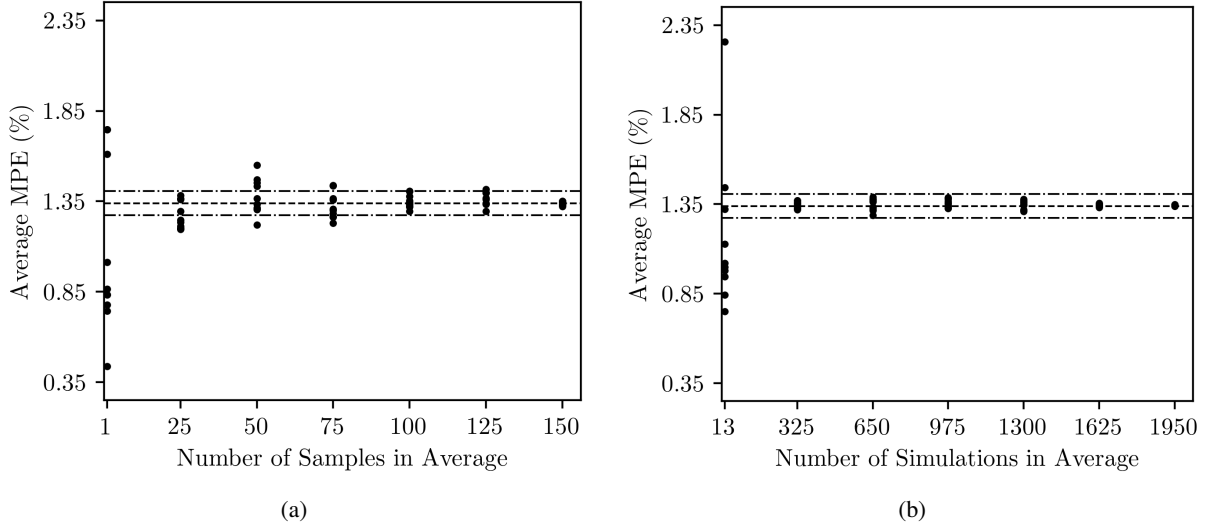 2.35
1.85
1.35
0.85
0.35
Average MPE (%)
1 25 50 75 100 125 150
Number of Samples in Average
(a)
2.35
1.85
1.35
0.85
0.35
Average MPE (%)
13 325 650 975 1300 1625 1950
Number of Simulations in Average
(b)